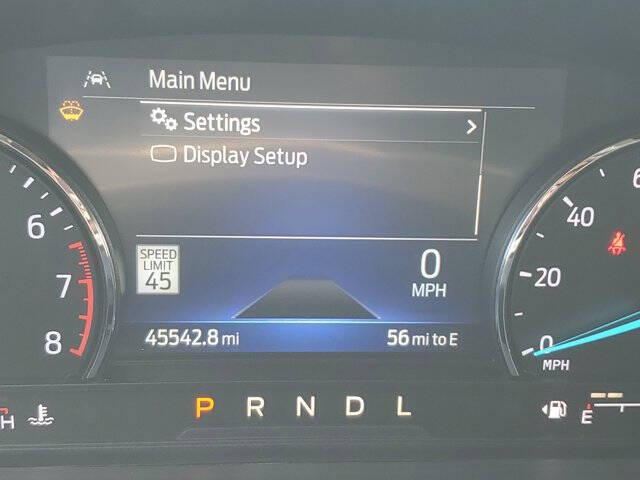 Main Menu
Settings
Display Setup
6
7
8
SPEED
LIMIT
45
0
MPH
40
20
0
MPH
45542.8 mi
56 mi to E
P R N D L
H
E